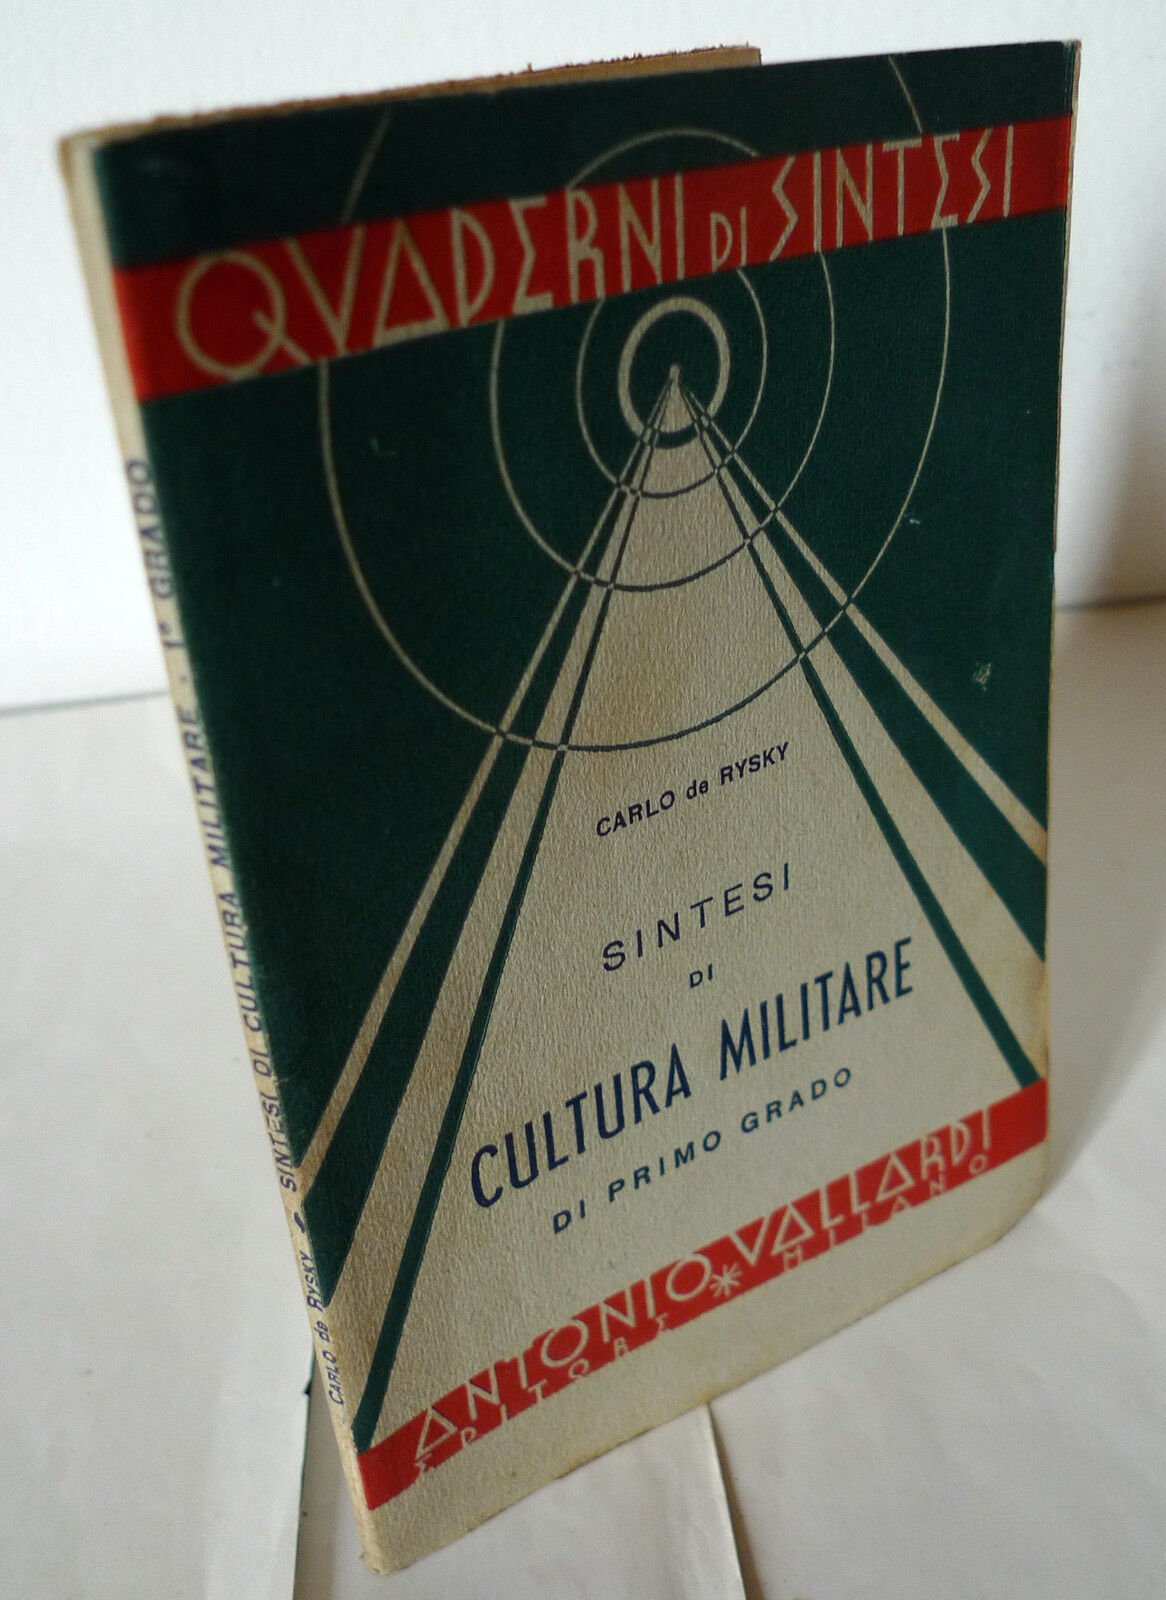 QVADERNI DI SINTESI
CARLO de RYSKY
SINTESI
DI
CULTURA MILITARE
DI PRIMO GRADO
ANTONIO VALLARDI
EDITORE * MILANO
CARLO de RYSKY - SINTESI DI CULTURA MILITARE - 1° GRADO